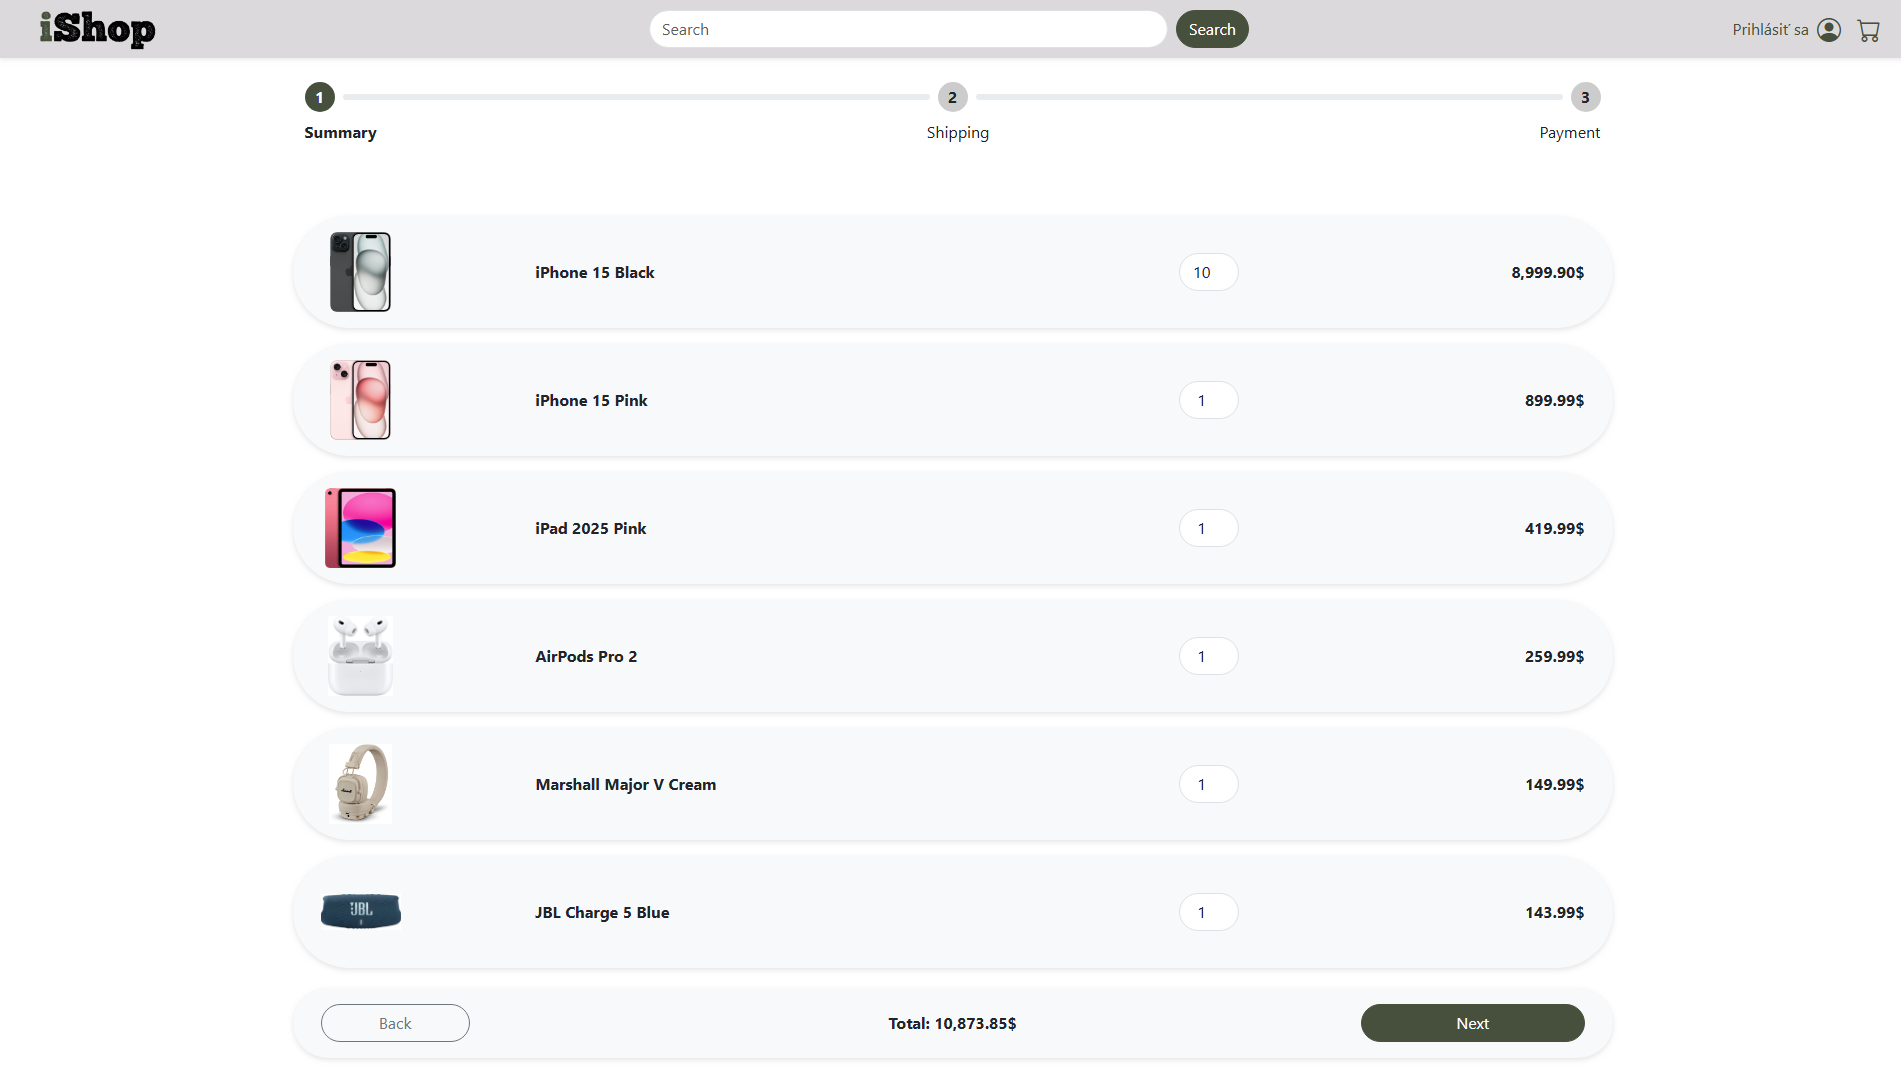 iShop
Search
Search
Prihlásiť sa
1
2
3
Summary
Shipping
Payment
iPhone 15 Black
10
8,999.90$
iPhone 15 Pink
1
899.99$
iPad 2025 Pink
1
419.99$
AirPods Pro 2
1
259.99$
Marshall Major V Cream
1
149.99$
JBL
JBL Charge 5 Blue
1
143.99$
Back
Total: 10,873.85$
Next